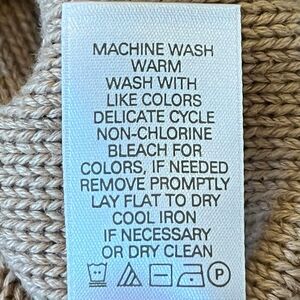 MACHINE WASH
WARM
WASH WITH
LIKE COLORS
DELICATE CYCLE
NON-CHLORINE
BLEACH FOR
COLORS, IF NEEDED
REMOVE PROMPTLY
LAY FLAT TO DRY
COOL IRON
IF NECESSARY
OR DRY CLEAN
P